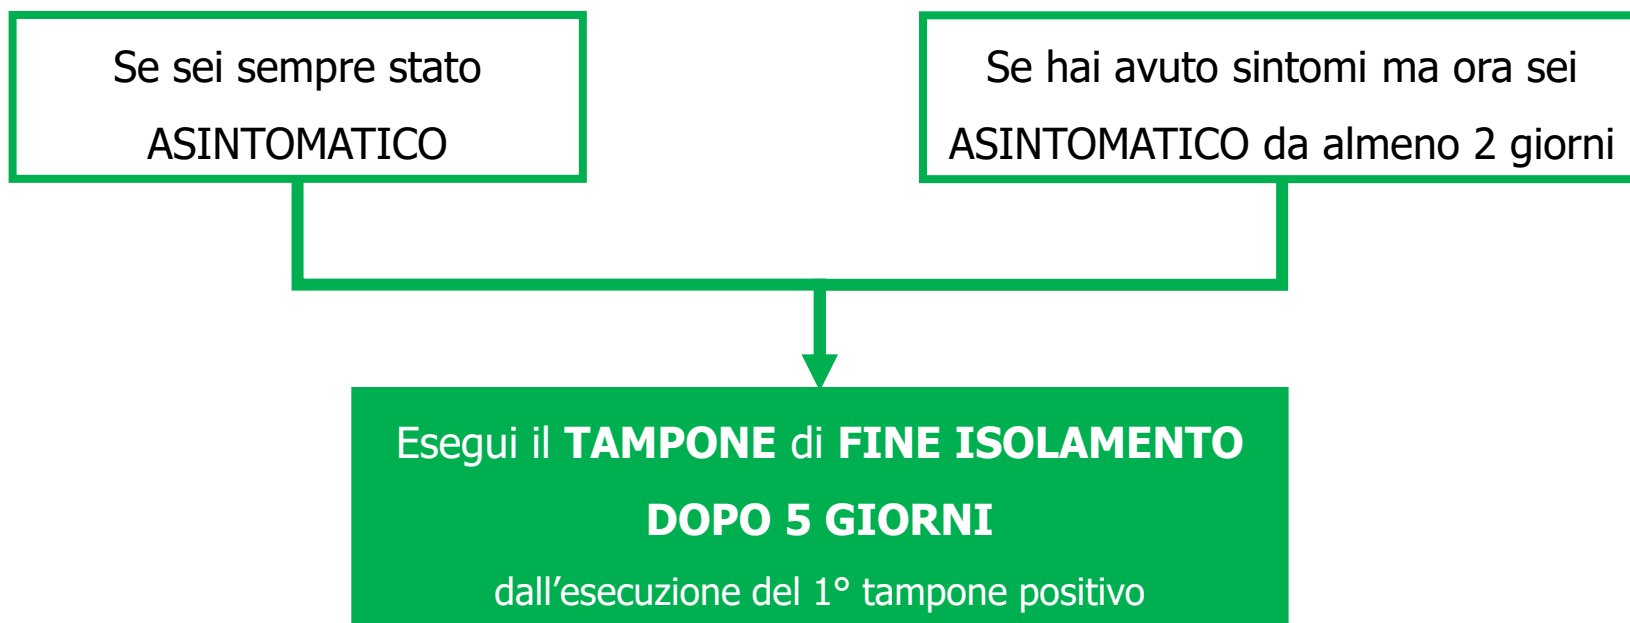 Se sei sempre stato
ASINTOMATICO
Se hai avuto sintomi ma ora sei
ASINTOMATICO da almeno 2 giorni
Esegui il TAMPONE di FINE ISOLAMENTO
DOPO 5 GIORNI
dall’esecuzione del 1° tampone positivo